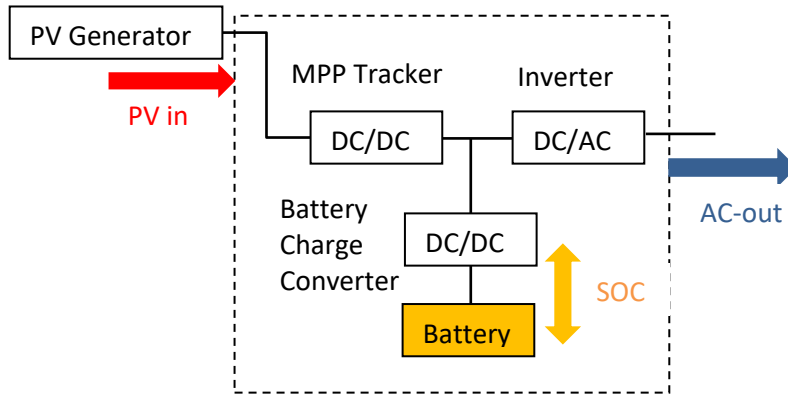 PV Generator
MPP Tracker
Inverter
PV in
DC/DC
DC/AC
AC-out
Battery
Charge
Converter
DC/DC
SOC
Battery